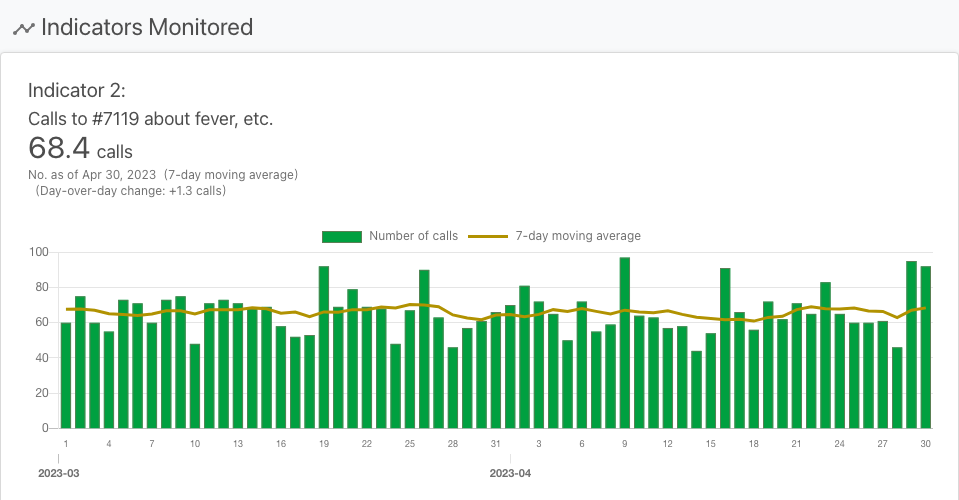 Indicators Monitored
Indicator 2:
Calls to #7119 about fever, etc.
68.4 calls
No. as of Apr 30, 2023 (7-day moving average)
(Day-over-day change: +1.3 calls)
Number of calls 7-day moving average
100
80
60
40
20
0
1 4 7 10 13 16 19 22 25 28 31 3 6 9 12 15 18 21 24 27 30
2023-03 2023-04